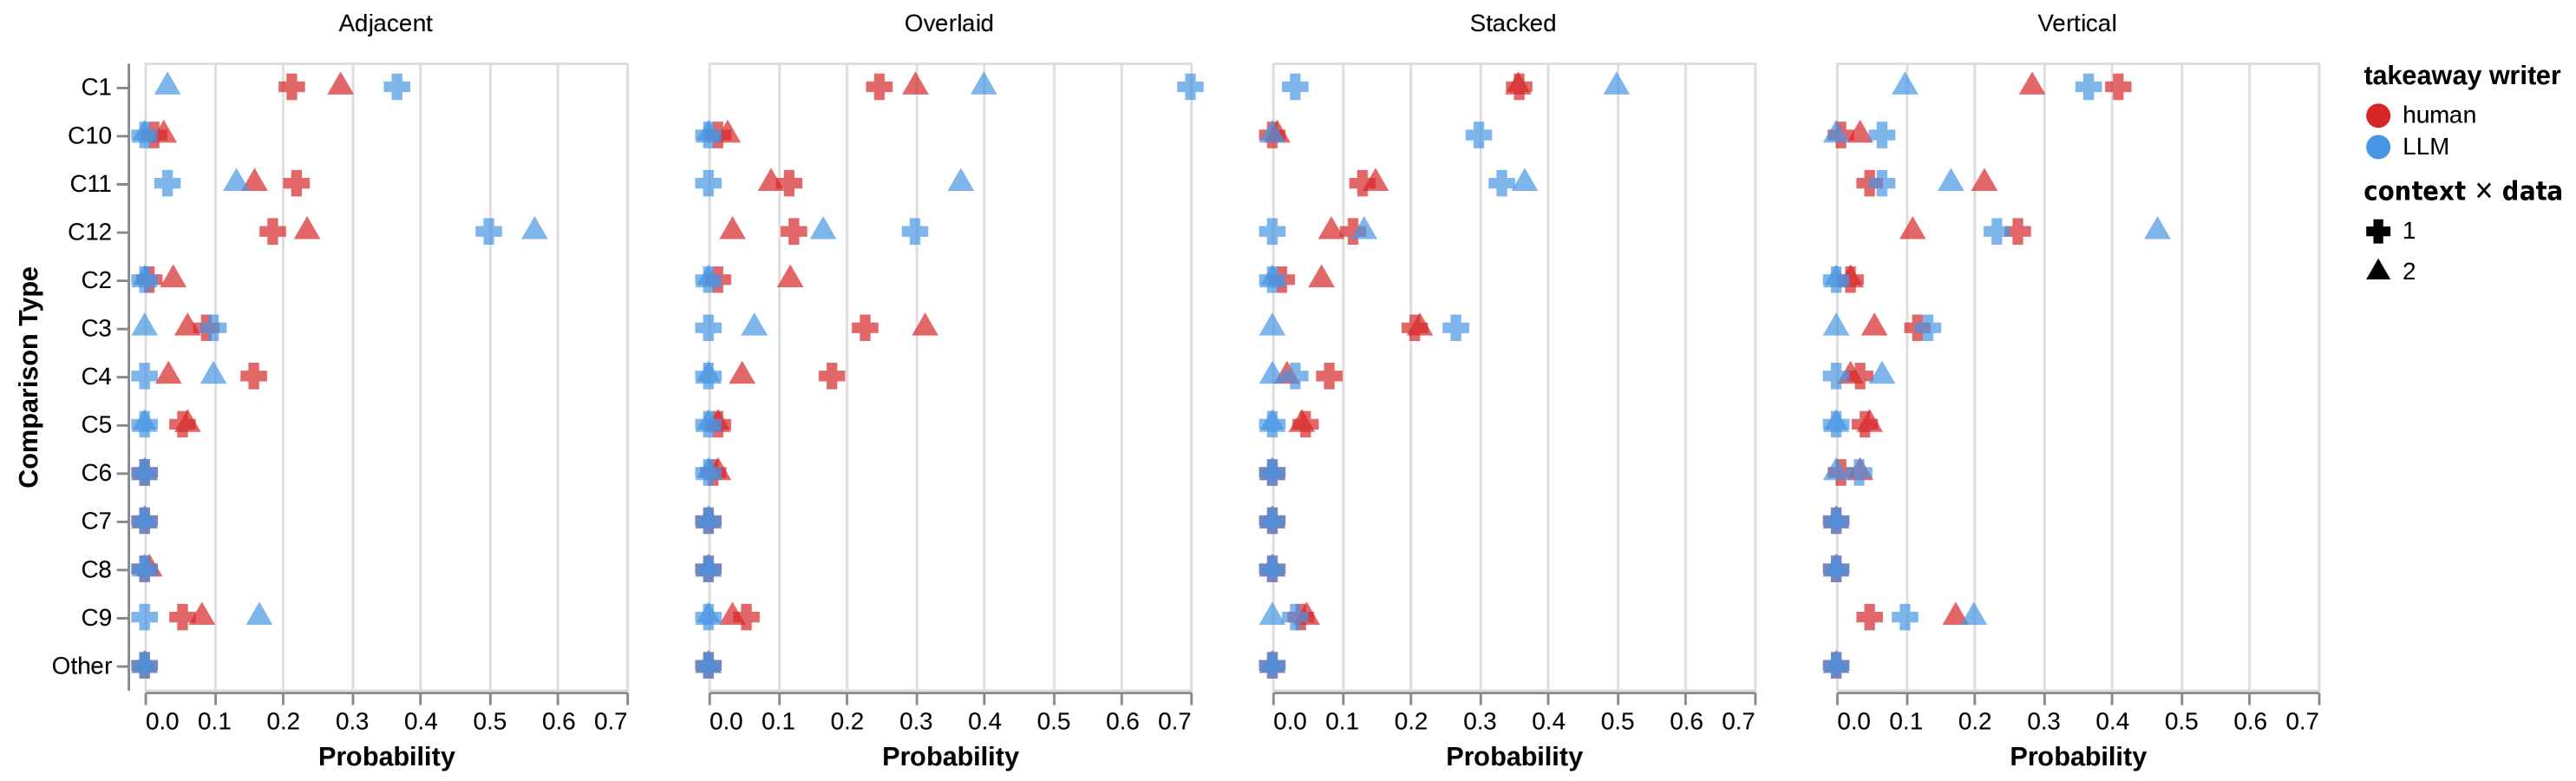 Adjacent
Overlaid
Stacked
Vertical
takeaway writer
human
LLM
context × data
1
2
Comparison Type
C1
C10
C11
C12
C2
C3
C4
C5
C6
C7
C8
C9
Other
0.0 0.1 0.2 0.3 0.4 0.5 0.6 0.7
0.0 0.1 0.2 0.3 0.4 0.5 0.6 0.7
0.0 0.1 0.2 0.3 0.4 0.5 0.6 0.7
0.0 0.1 0.2 0.3 0.4 0.5 0.6 0.7
Probability
Probability
Probability
Probability